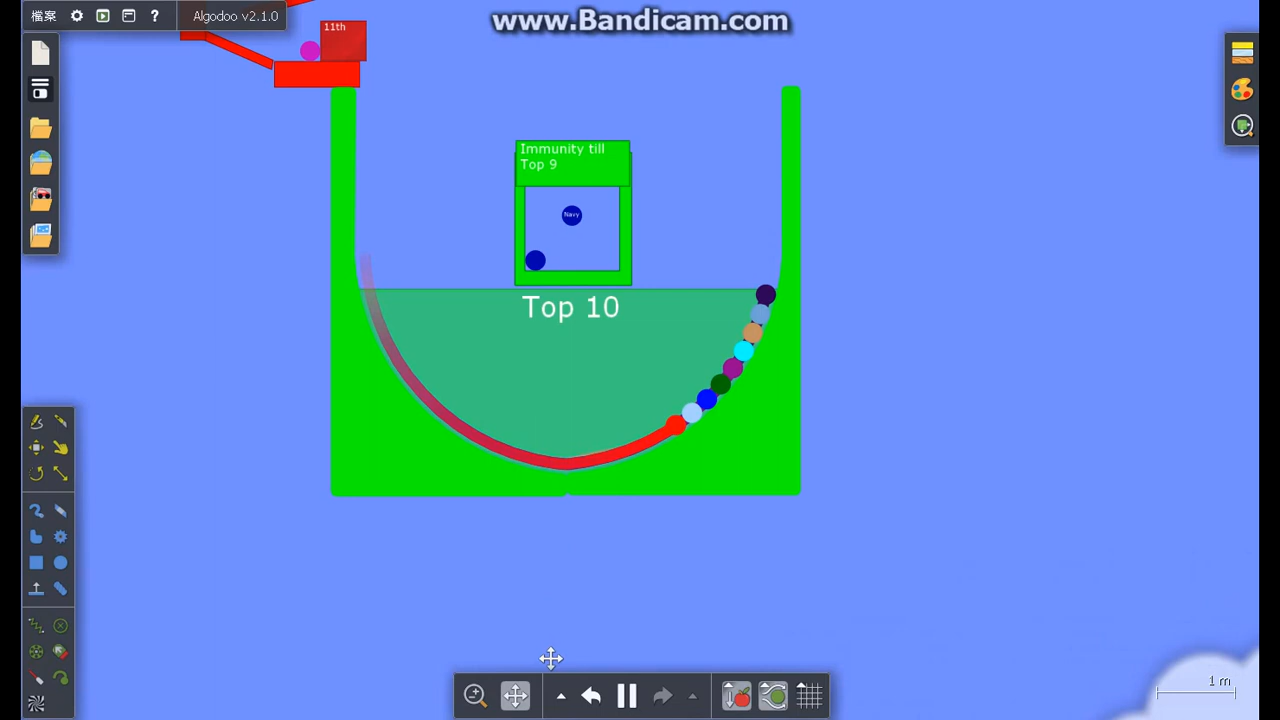 www.Bandicam.com
檔案
Algodoo v2.1.0
11th
Immunity till
Top 9
Navy
Top 10
1 m